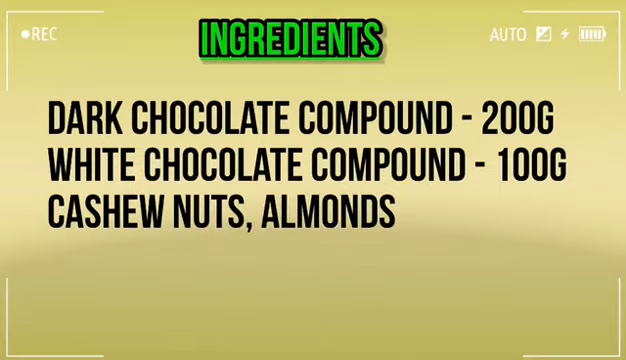 ●REC
INGREDIENTS
AUTO
DARK CHOCOLATE COMPOUND - 200G
WHITE CHOCOLATE COMPOUND - 100G
CASHEW NUTS, ALMONDS